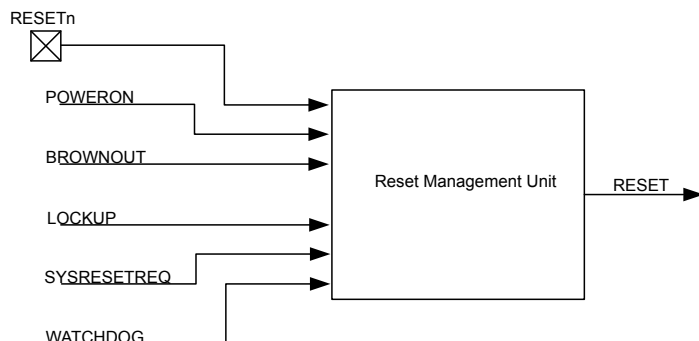 RESETn
POWERON
BROWNOUT
LOCKUP
SYSRESETREQ
WATCHDOG
Reset Management Unit
RESET